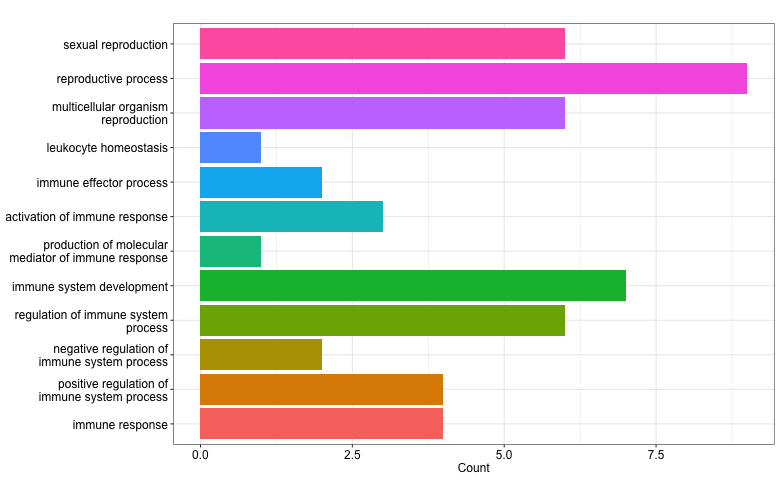 sexual reproduction
reproductive process
multicellular organism
reproduction
leukocyte homeostasis
immune effector process
activation of immune response
production of molecular
mediator of immune response
immune system development
regulation of immune system
process
negative regulation of
immune system process
positive regulation of
immune system process
immune response
0.0 2.5 5.0 7.5
Count